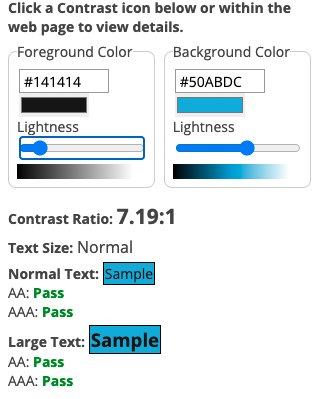 Click a Contrast icon below or within the
web page to view details.
Foreground Color
Background Color
#141414
#50ABDC
Lightness
Lightness
Contrast Ratio: 7.19:1
Text Size: Normal
Normal Text: Sample
AA: Pass
AAA: Pass
Large Text: Sample
AA: Pass
AAA: Pass